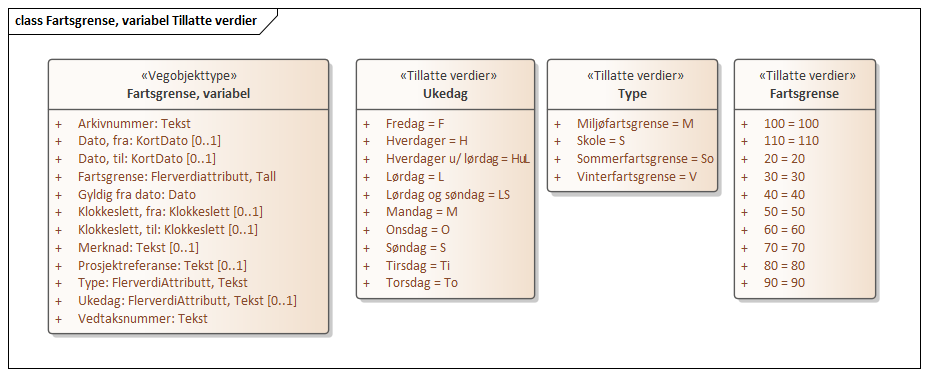 class Fartsgrense, variabel Tillatte verdier
«Vegobjekttype»
Fartsgrense, variabel
+ Arkivnummer: Tekst
+ Dato, fra: KortDato [0..1]
+ Dato, til: KortDato [0..1]
+ Fartsgrense: Flerverdiattributt, Tall
+ Gyldig fra dato: Dato
+ Klokkeslett, fra: Klokkeslett [0..1]
+ Klokkeslett, til: Klokkeslett [0..1]
+ Merknad: Tekst [0..1]
+ Prosjektreferanse: Tekst [0..1]
+ Type: FlerverdiAttributt, Tekst
+ Ukedag: FlerverdiAttributt, Tekst [0..1]
+ Vedtaksnummer: Tekst
«Tillatte verdier»
Ukedag
+ Fredag = F
+ Hverdager = H
+ Hverdager u/ lørdag = HuL
+ Lørdag = L
+ Lørdag og søndag = LS
+ Mandag = M
+ Onsdag = O
+ Søndag = S
+ Tirsdag = Ti
+ Torsdag = To
«Tillatte verdier»
Type
+ Miljøfartsgrense = M
+ Skole = S
+ Sommerfartsgrense = So
+ Vinterfartsgrense = V
«Tillatte verdier»
Fartsgrense
+ 100 = 100
+ 110 = 110
+ 20 = 20
+ 30 = 30
+ 40 = 40
+ 50 = 50
+ 60 = 60
+ 70 = 70
+ 80 = 80
+ 90 = 90